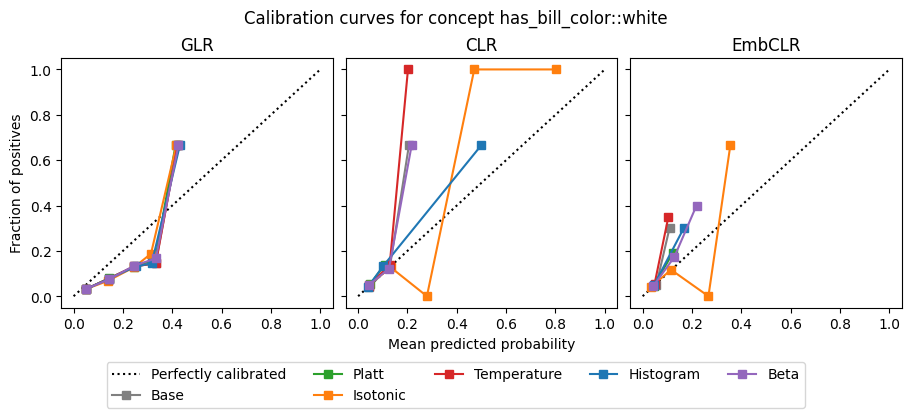 Calibration curves for concept has_bill_color::white
GLR
CLR
EmbCLR
Fraction of positives
1.0
0.8
0.6
0.4
0.2
0.0
0.0 0.2 0.4 0.6 0.8 1.0
0.0 0.2 0.4 0.6 0.8 1.0
0.0 0.2 0.4 0.6 0.8 1.0
Mean predicted probability
Perfectly calibrated Platt Temperature Histogram Beta
Base Isotonic